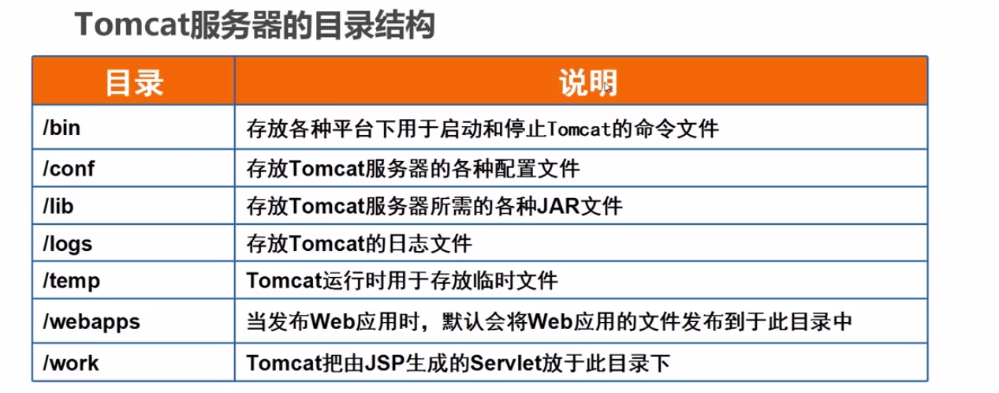 Tomcat服务器的目录结构
目录 说明
/bin 存放各种平台下用于启动和停止Tomcat的命令文件
/conf 存放Tomcat服务器的各种配置文件
/lib 存放Tomcat服务器所需的各种JAR文件
/logs 存放Tomcat的日志文件
/temp Tomcat运行时用于存放临时文件
/webapps 当发布Web应用时，默认会将Web应用的文件发布到于此目录中
/work Tomcat把由JSP生成的Servlet放于此目录下